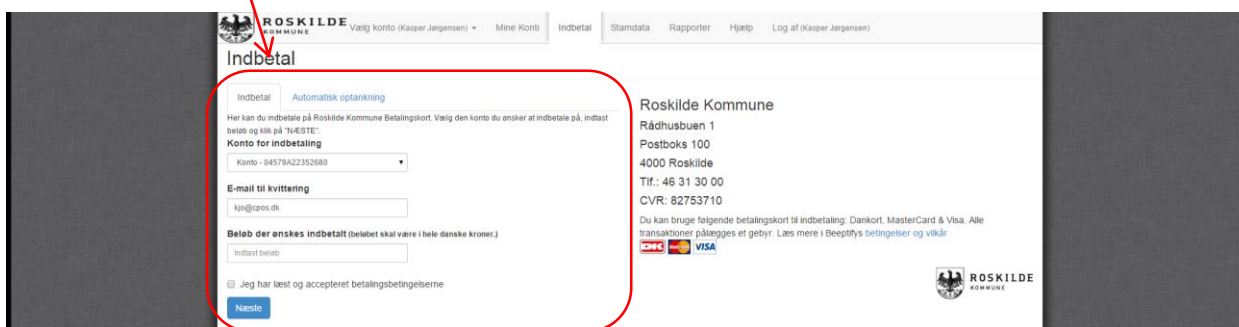 ROSKILDE
KOMMUNE
Vælg konto (Kasper Jørgensen) Mine Konti Indbetal Stamdata Rapporter Hjælp Log af (Kasper Jørgensen)
Indbetal
Indbetal Automatisk optankning
Her kan du indbetale på Roskilde Kommune Betalingskort. Vælg den konto du ønsker at indbetale på, indtast
beløb og klik på "NÆSTE".
Konto for indbetaling
Konto - 04579A22352680
E-mail til kvittering
kjo@cpos.dk
Beløb der ønskes indbetalt (beløbet skal være i hele danske kroner.)
Indtast beløb
Jeg har læst og accepteret betalingsbetingelserne
Næste
Roskilde Kommune
Rådhusbuen 1
Postboks 100
4000 Roskilde
Tlf.: 46 31 30 00
CVR: 82753710
Du kan bruge følgende betalingskort til indbetaling: Dankort, MasterCard & Visa. Alle
transaktioner pålægges et gebyr. Læs mere i Beeptifys betingelser og vilkår
DK MasterCard VISA
ROSKILDE
KOMMUNE